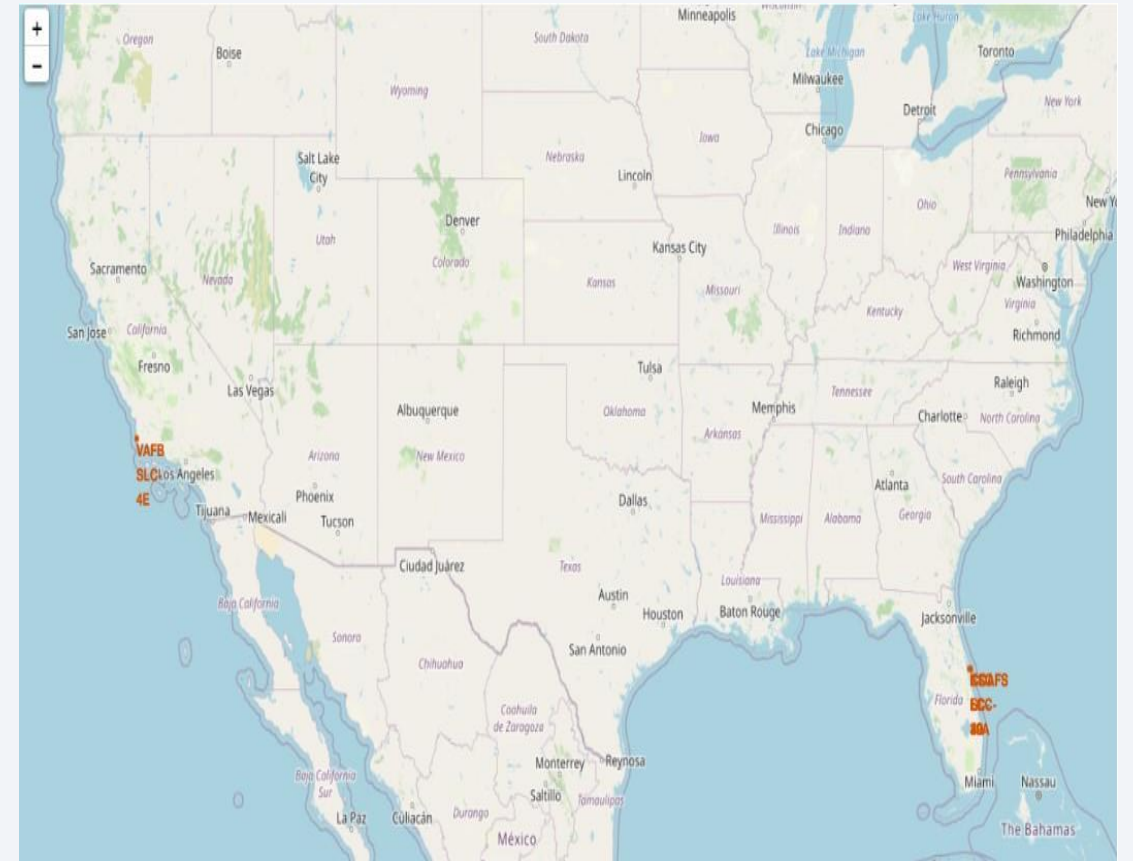 +
−
Minneapolis
Wisconsin
Lake Huron
Oregon
Boise
South Dakota
Lake Michigan
Toronto
Milwaukee
Wyoming
Detroit
New York
Chicago
Iowa
Salt Lake
City
Nebraska
Lincoln
Pennsylvania
New Yo
Denver
Ohio
Utah
Illinois
Indiana
Philadelphia
Kansas City
Sacramento
Colorado
West Virginia
Nevada
Kansas
Missouri
Washington
Virginia
Kentucky
San Jose
California
Richmond
Fresno
Tulsa
Las Vegas
Tennessee
Raleigh
Albuquerque
Oklahoma
Memphis
Charlotte
North Carolina
Arkansas
VAFB
SLC-
4E
Los Angeles
Arizona
New Mexico
South Carolina
Atlanta
Phoenix
Dallas
Tijuana
Mexicali
Tucson
Mississippi
Alabama
Georgia
Ciudad Juárez
Texas
Louisiana
Austin
Baja California
Houston
Baton Rouge
Jacksonville
Sonora
San Antonio
Chihuahua
Florida
Coahuila
de Zaragoza
Monterrey
Reynosa
Baja California
Sur
Miami
Nassau
Saltillo
Tamaulipas
La Paz
Culiacán
Durango
The Bahamas
México